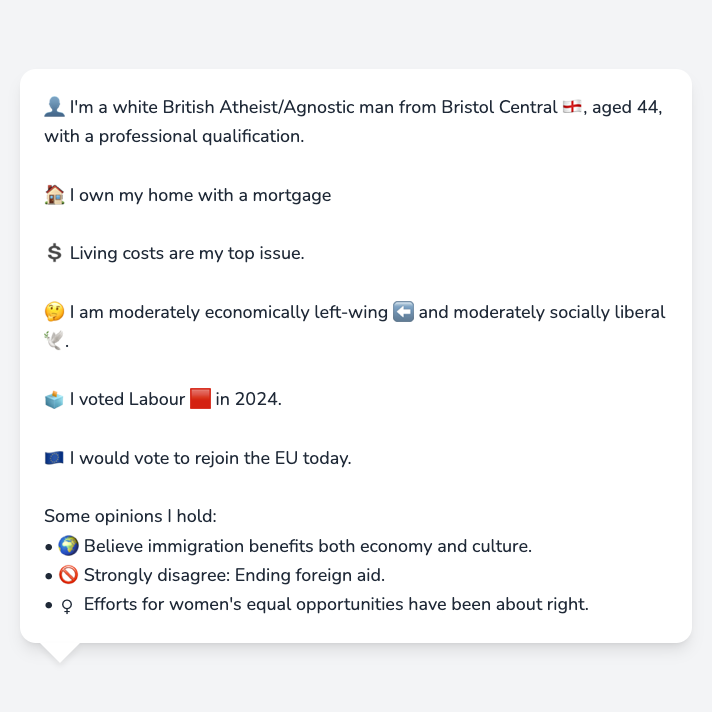 👤 I'm a white British Atheist/Agnostic man from Bristol Central 🏴󠁧󠁢󠁥󠁮󠁧󠁿, aged 44,
with a professional qualification.
🏠 I own my home with a mortgage
💲 Living costs are my top issue.
🤔 I am moderately economically left-wing ⬅️ and moderately socially liberal
🕊️.
🗳️ I voted Labour 🟥 in 2024.
🇪🇺 I would vote to rejoin the EU today.
Some opinions I hold:
• 🌍 Believe immigration benefits both economy and culture.
• 🚫 Strongly disagree: Ending foreign aid.
• ♀ Efforts for women's equal opportunities have been about right.